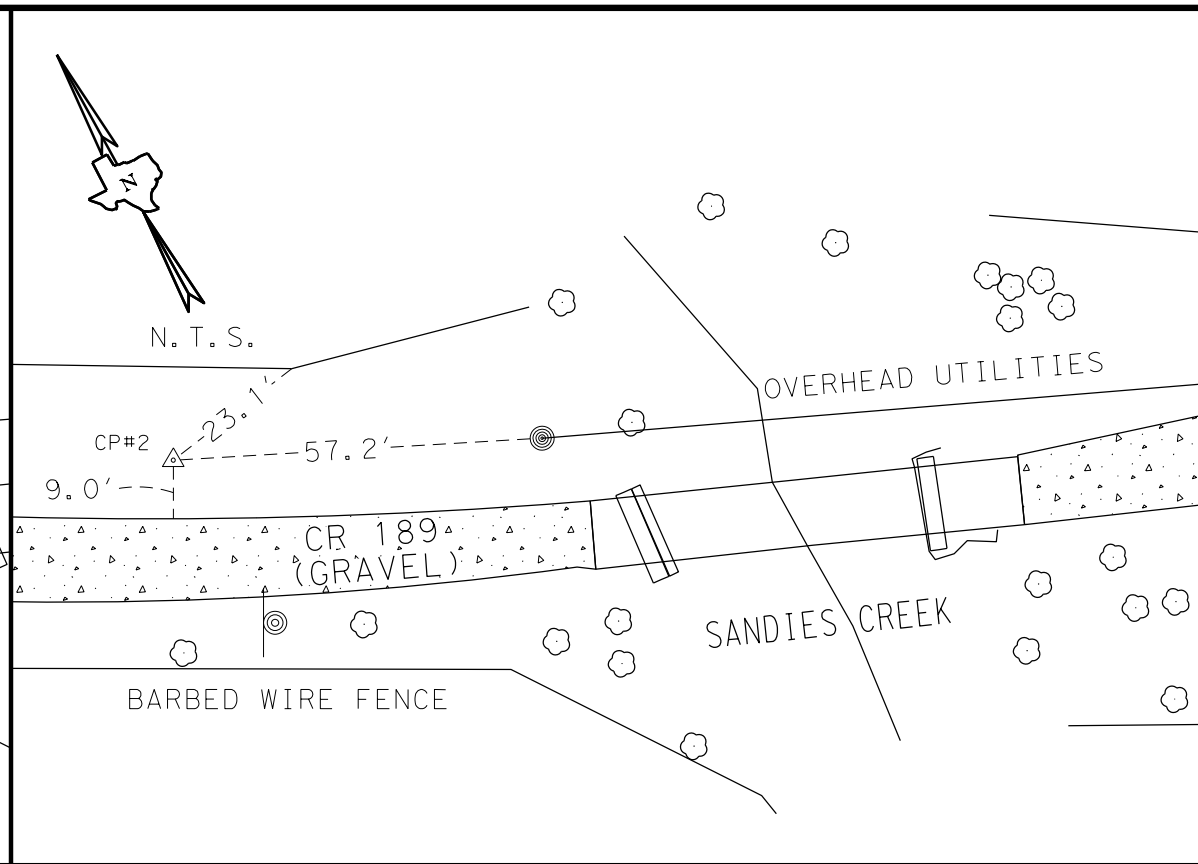 N
N.T.S.
OVERHEAD UTILITIES
23.1'
CP#2
57.2'
9.0'
CR 189
(GRAVEL)
SANDIES CREEK
BARBED WIRE FENCE